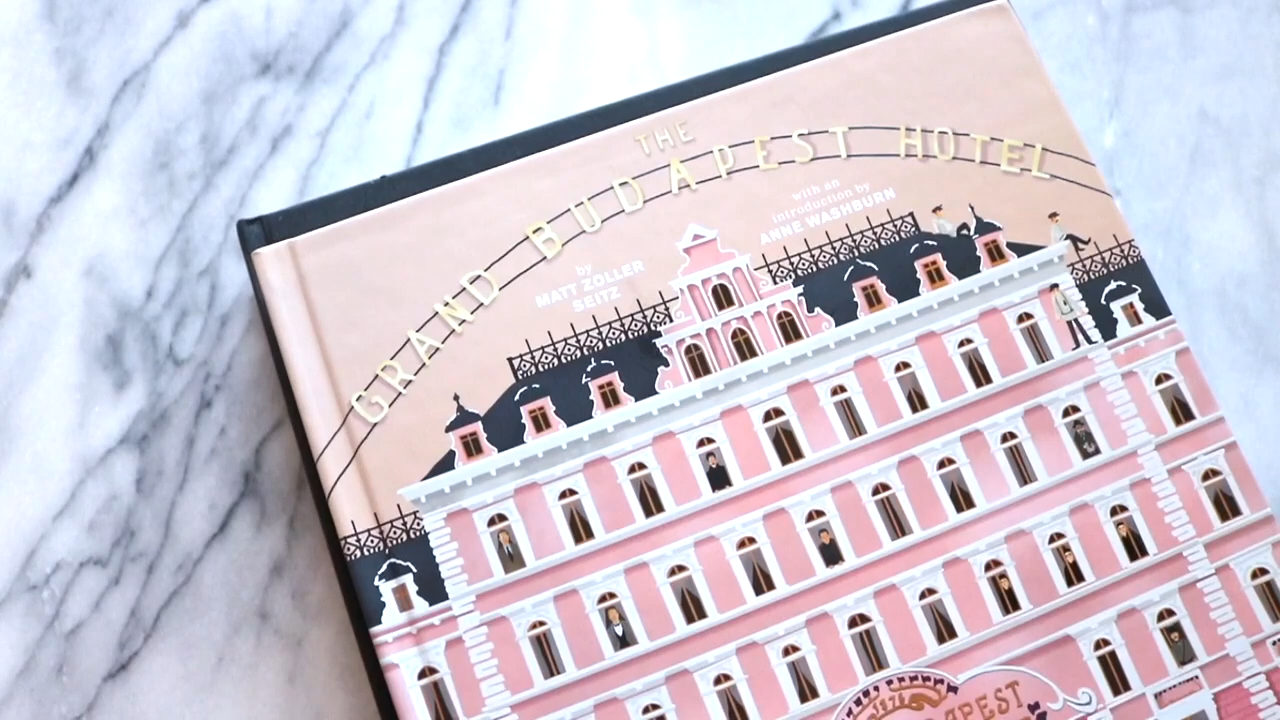 THE
GRAND BUDAPEST HOTEL
by
MATT ZOLLER
SEITZ
with an
introduction by
ANNE WASHBURN